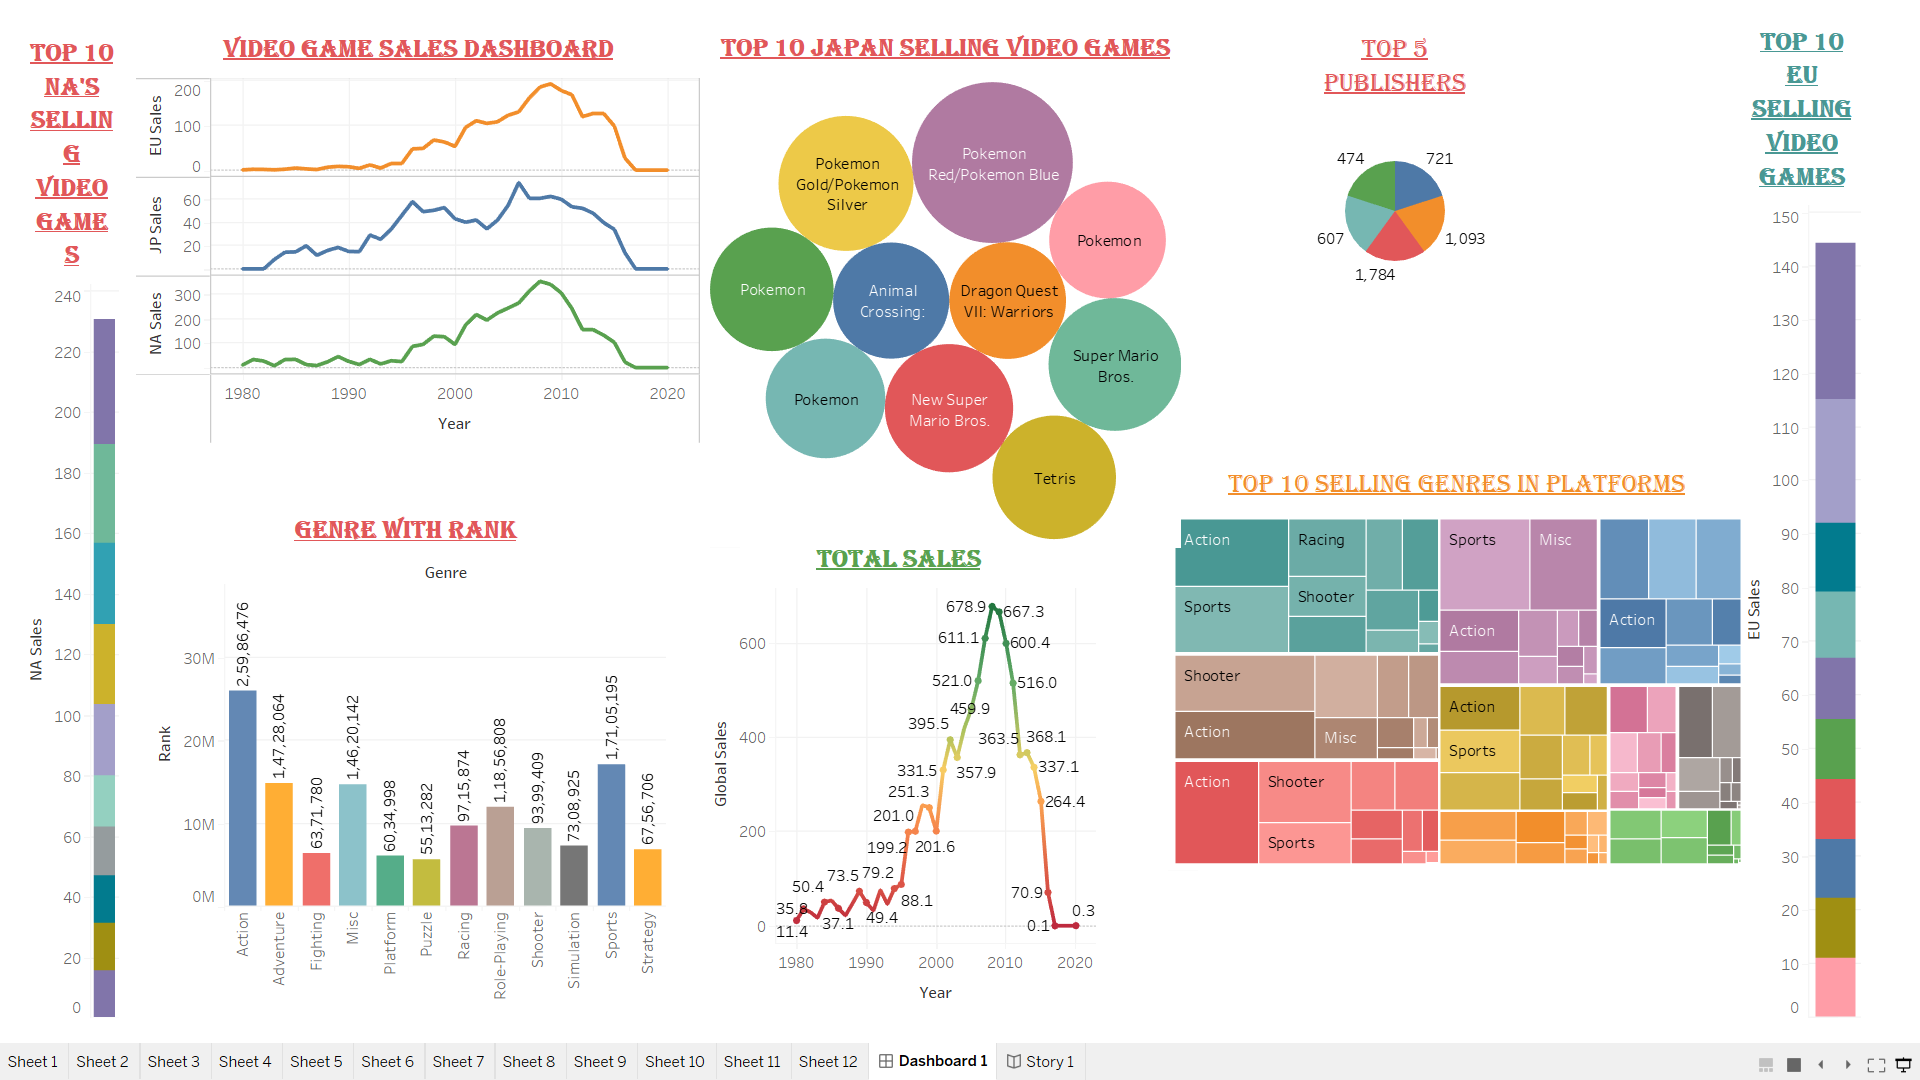 TOP 10
NA'S
SELLIN
G
VIDEO
GAME
S
240
220
200
180
160
140
120
100
80
60
40
20
0
NA Sales
VIDEO GAME SALES DASHBOARD
EU Sales
200
100
0
JP Sales
60
40
20
NA Sales
300
200
100
1980
1990
2000
2010
2020
Year
TOP 10 JAPAN SELLING VIDEO GAMES
Pokemon
Gold/Pokemon
Silver
Pokemon
Red/Pokemon Blue
Pokemon
Pokemon
Animal
Crossing:
Dragon Quest
VII: Warriors
Super Mario
Bros.
Pokemon
New Super
Mario Bros.
Tetris
TOP 5
PUBLISHERS
474
721
607
1,093
1,784
TOP 10
EU
SELLING
VIDEO
GAMES
150
140
130
120
110
100
90
80
70
60
50
40
30
20
10
0
EU Sales
GENRE WITH RANK
Genre
Rank
30M
20M
10M
0M
2,59,86,476
1,47,28,064
63,71,780
1,46,20,142
60,34,998
55,13,282
97,15,874
1,18,56,808
93,99,409
73,08,925
1,71,05,195
67,56,706
Action
Adventure
Fighting
Misc
Platform
Puzzle
Racing
Role-Playing
Shooter
Simulation
Sports
Strategy
TOTAL SALES
Global Sales
600
400
200
0
678.9
667.3
611.1
600.4
521.0
516.0
459.9
395.5
363.5
368.1
331.5
357.9
337.1
251.3
264.4
201.0
199.2
201.6
73.5
79.2
50.4
88.1
70.9
35.8
37.1
49.4
11.4
0.1
0.3
1980
1990
2000
2010
2020
Year
TOP 10 SELLING GENRES IN PLATFORMS
Action
Racing
Sports
Shooter
Sports
Misc
Action
Action
Shooter
Action
Misc
Action
Sports
Action
Shooter
Sports
Sheet 1
Sheet 2
Sheet 3
Sheet 4
Sheet 5
Sheet 6
Sheet 7
Sheet 8
Sheet 9
Sheet 10
Sheet 11
Sheet 12
Dashboard 1
Story 1